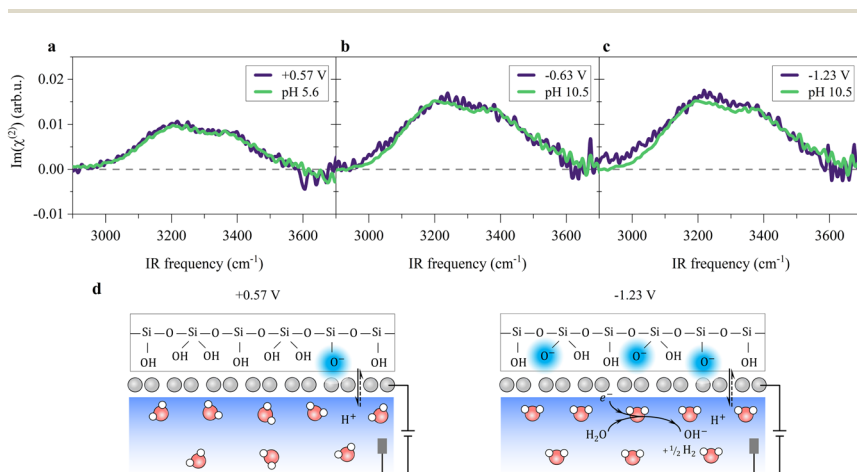 a
b
c
+0.57 V
pH 5.6
-0.63 V
pH 10.5
-1.23 V
pH 10.5
Im(χ⁽²⁾) (arb.u.)
0.02
0.01
0.00
-0.01
3000 3200 3400 3600
3000 3200 3400 3600
3000 3200 3400 3600
IR frequency (cm⁻¹)
IR frequency (cm⁻¹)
IR frequency (cm⁻¹)
d
+0.57 V
Si O Si O Si O Si O Si O Si
OH OH OH OH OH OH O⁻ OH
H⁺
-1.23 V
Si O Si O Si O Si O Si O Si
OH O⁻ OH O⁻ OH O⁻ OH
e⁻
H⁺
H₂O
OH⁻
+ ½ H₂